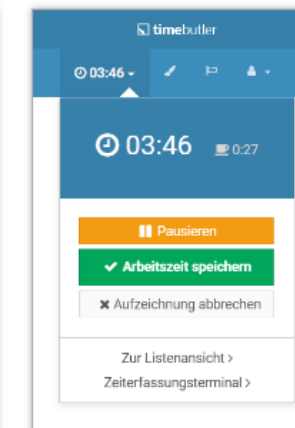 timebutler
03:46
03:46 0:27
Pausieren
Arbeitszeit speichern
Aufzeichnung abbrechen
Zur Listenansicht >
Zeiterfassungsterminal >